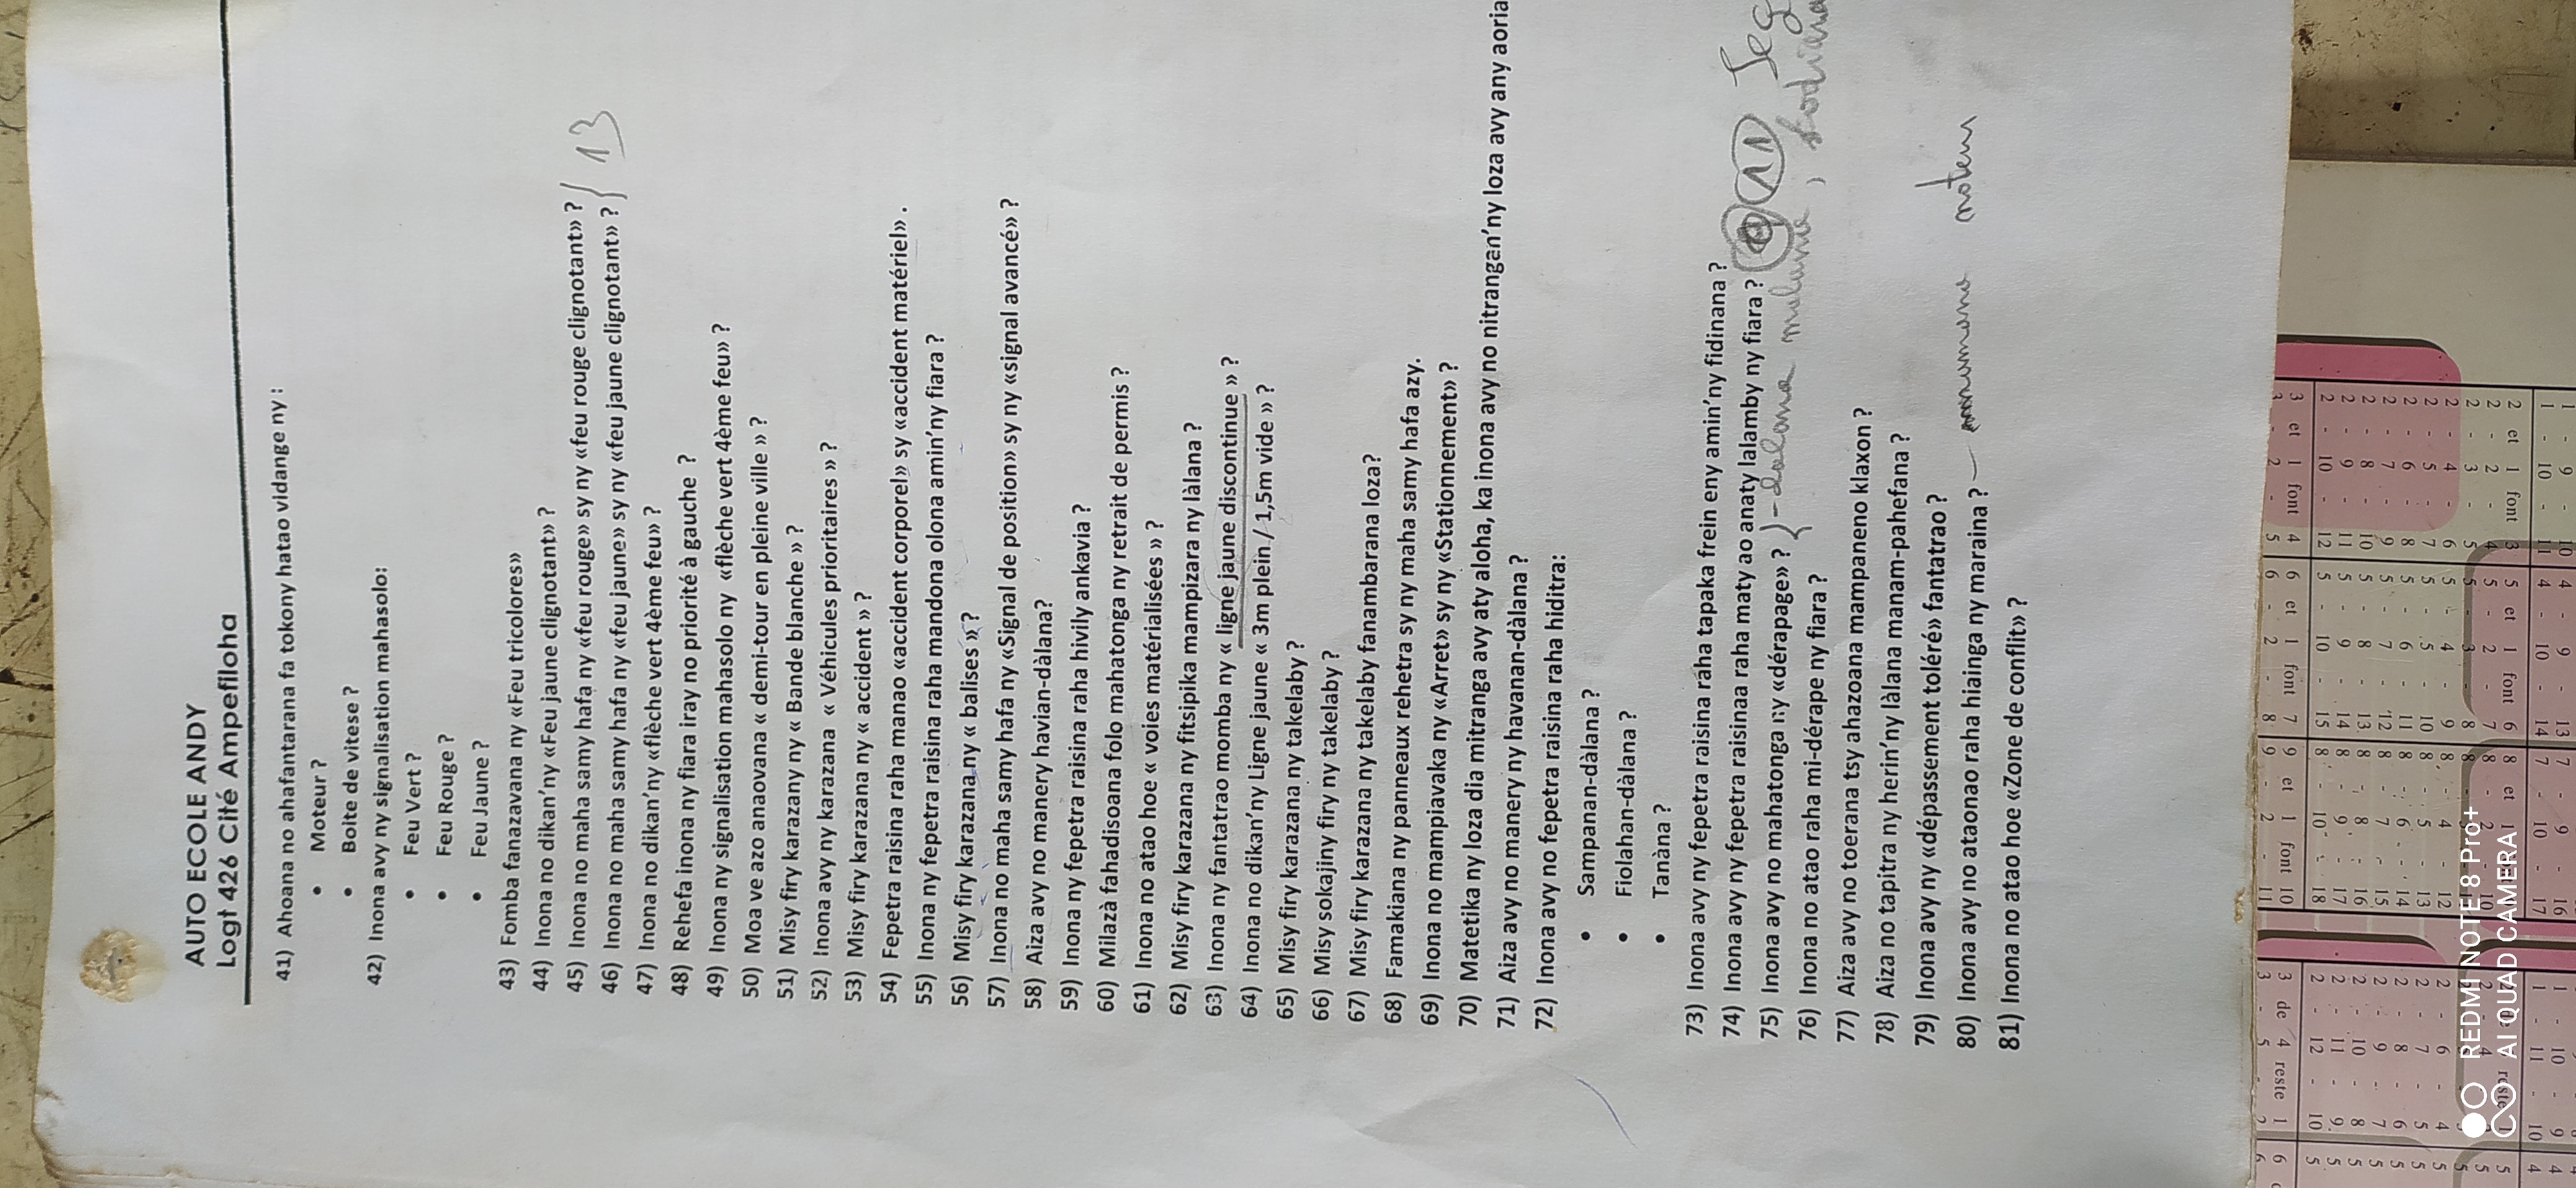 AUTO ECOLE ANDY
Logt 426 Cité Ampefiloha
41) Ahoana no ahafantarana fa tokony hatao vidange ny :
• Moteur ?
• Boite de vitese ?
42) Inona avy ny signalisation mahasolo:
• Feu Vert ?
• Feu Rouge ?
• Feu Jaune ?
43) Fomba fanazavana ny «Feu tricolores»
44) Inona no dikan'ny «Feu jaune clignotant» ?
45) Inona no maha samy hafa ny «feu rouge» sy ny «feu rouge clignotant» ?
46) Inona no maha samy hafa ny «feu jaune» sy ny «feu jaune clignotant» ?
13
47) Inona no dikan'ny «flèche vert 4ème feu» ?
48) Rehefa inona ny fiara iray no priorité à gauche ?
49) Inona ny signalisation mahasolo ny «flèche vert 4ème feu» ?
50) Moa ve azo anaovana « demi-tour en pleine ville » ?
51) Misy firy karazany ny « Bande blanche » ?
52) Inona avy ny karazana « Véhicules prioritaires » ?
53) Misy firy karazana ny « accident » ?
54) Fepetra raisina raha manao «accident corporel» sy «accident matériel» .
55) Inona ny fepetra raisina raha mandona olona amin'ny fiara ?
56) Misy firy karazana ny « balises » ?
57) Inona no maha samy hafa ny «Signal de position» sy ny «signal avancé» ?
58) Aiza avy no manery havian-dàlana?
59) Inona ny fepetra raisina raha hivily ankavia ?
60) Milazà fahadisoana folo mahatonga ny retrait de permis ?
61) Inona no atao hoe « voies matérialisées » ?
62) Misy firy karazana ny fitsipika mampizara ny làlana ?
63) Inona ny fantatrao momba ny « ligne jaune discontinue » ?
64) Inona no dikan'ny Ligne jaune « 3m plein / 1,5m vide » ?
65) Misy firy karazana ny takelaby ?
66) Misy sokajiny firy ny takelaby ?
67) Misy firy karazana ny takelaby fanambarana loza?
68) Famakiana ny panneaux rehetra sy ny maha samy hafa azy.
69) Inona no mampiavaka ny «Arret» sy ny «Stationnement» ?
70) Matetika ny loza dia mitranga avy aty aloha, ka inona avy no nitrangan'ny loza avy any aoria
71) Aiza avy no manery ny havanan-dàlana ?
72) Inona avy no fepetra raisina raha hiditra:
• Sampanan-dàlana ?
• Fiolahan-dàlana ?
• Tanàna ?
73) Inona avy ny fepetra raisina raha tapaka frein eny amin'ny fidinana ?
74) Inona avy ny fepetra raisinaa raha maty ao anaty lalamby ny fiara ? 11
75) Inona avy no mahatonga ny «dérapage» ? - dalana
76) Inona no atao raha mi-dérape ny fiara ?
77) Aiza avy no toerana tsy ahazoana mampaneno klaxon ?
78) Aiza no tapitra ny herin'ny làlana manam-pahefana ?
79) Inona avy ny «dépassement toléré» fantatrao ?
80) Inona avy no ataonao raha hiainga ny maraina ? –
81) Inona no atao hoe «Zone de conflit» ?
REDMI NOTE 8 Pro+
AI QUAD CAMERA